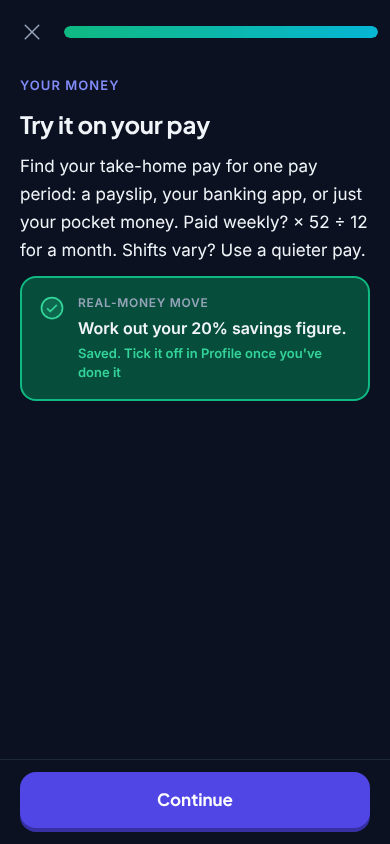 YOUR MONEY
Try it on your pay
Find your take-home pay for one pay
period: a payslip, your banking app, or just
your pocket money. Paid weekly? × 52 ÷ 12
for a month. Shifts vary? Use a quieter pay.
REAL-MONEY MOVE
Work out your 20% savings figure.
Saved. Tick it off in Profile once you've
done it
Continue